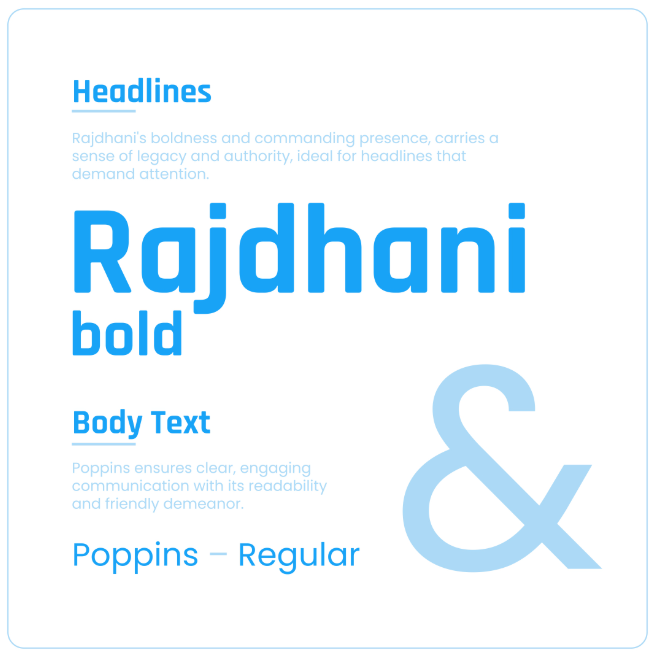 Headlines
Rajdhani's boldness and commanding presence, carries a
sense of legacy and authority, ideal for headlines that
demand attention.
Rajdhani
bold
Body Text
Poppins ensures clear, engaging
communication with its readability
and friendly demeanor.
Poppins – Regular
&